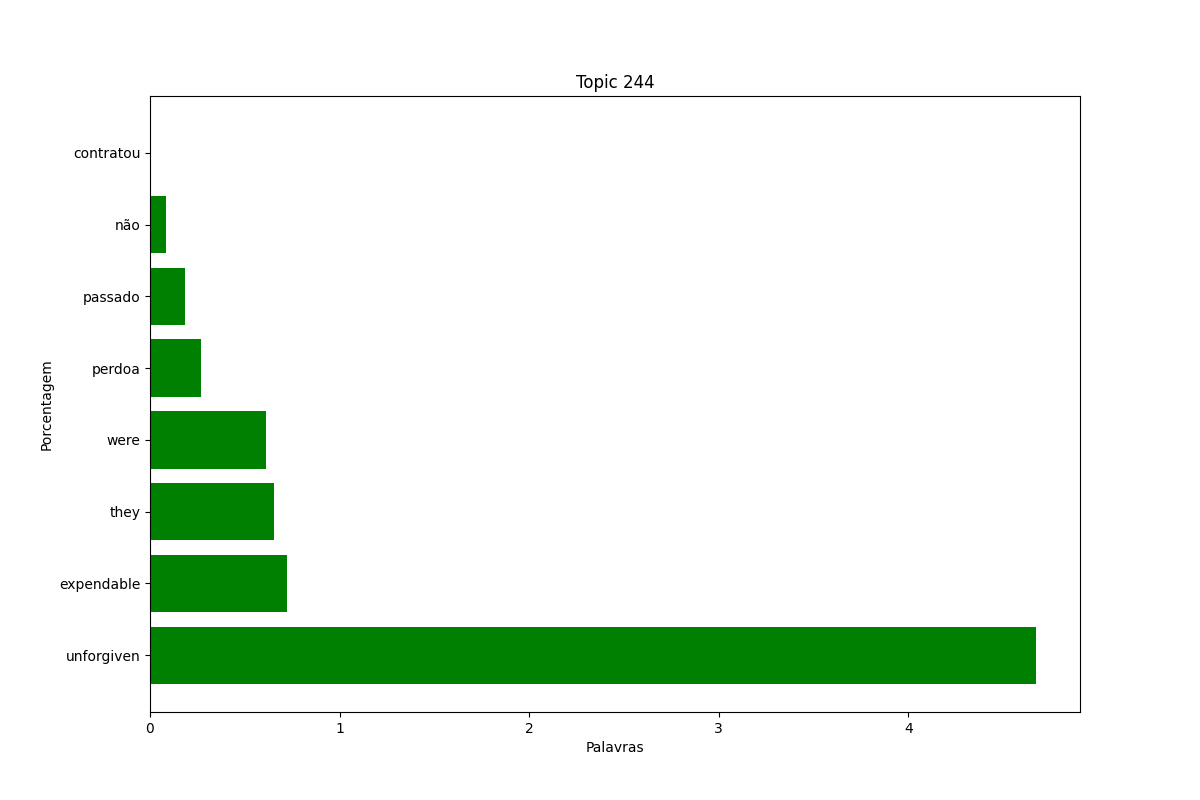 Topic 244
contratou
não
passado
perdoa
were
they
expendable
unforgiven
Porcentagem
0 1 2 3 4
Palavras